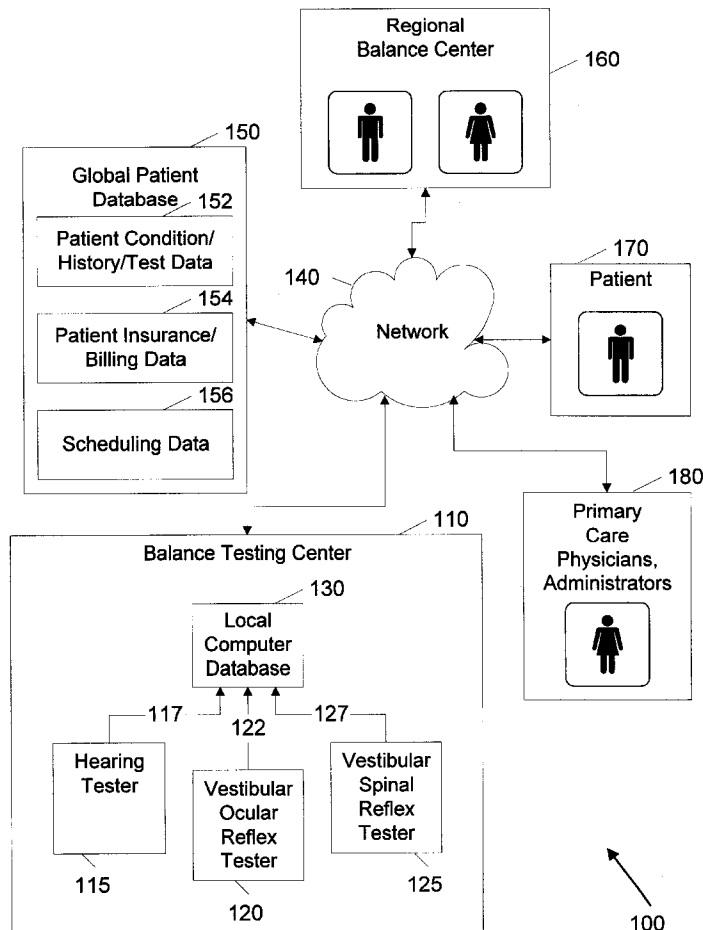 Regional
Balance Center
160
150
Global Patient
Database
152
Patient Condition/
History/Test Data
154
Patient Insurance/
Billing Data
156
Scheduling Data
140
Network
170
Patient
180
Primary
Care
Physicians,
Administrators
110
Balance Testing Center
130
Local
Computer
Database
117
122
127
Hearing
Tester
Vestibular
Ocular
Reflex
Tester
Vestibular
Spinal
Reflex
Tester
115
120
125
100